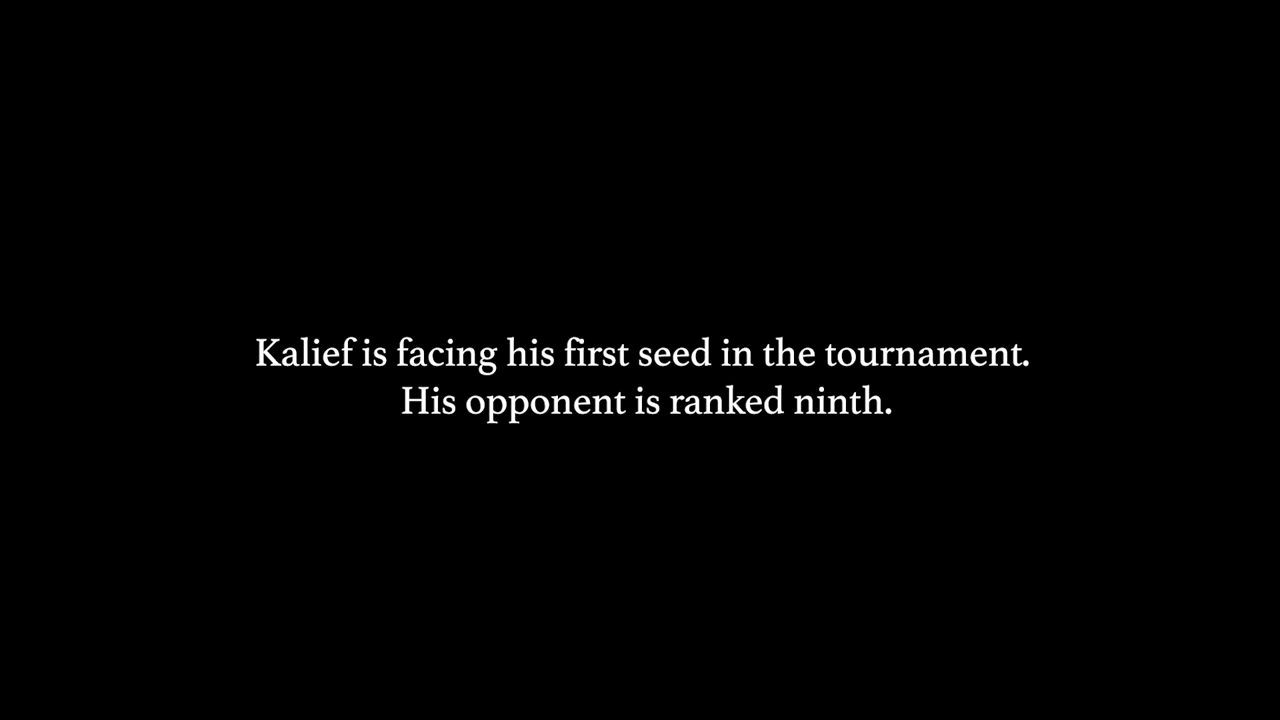 Kalief is facing his first seed in the tournament.
His opponent is ranked ninth.